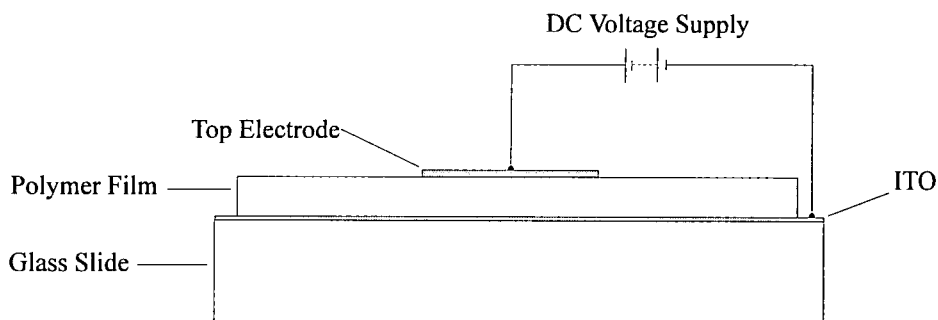 DC Voltage Supply
Top Electrode
Polymer Film
ITO
Glass Slide